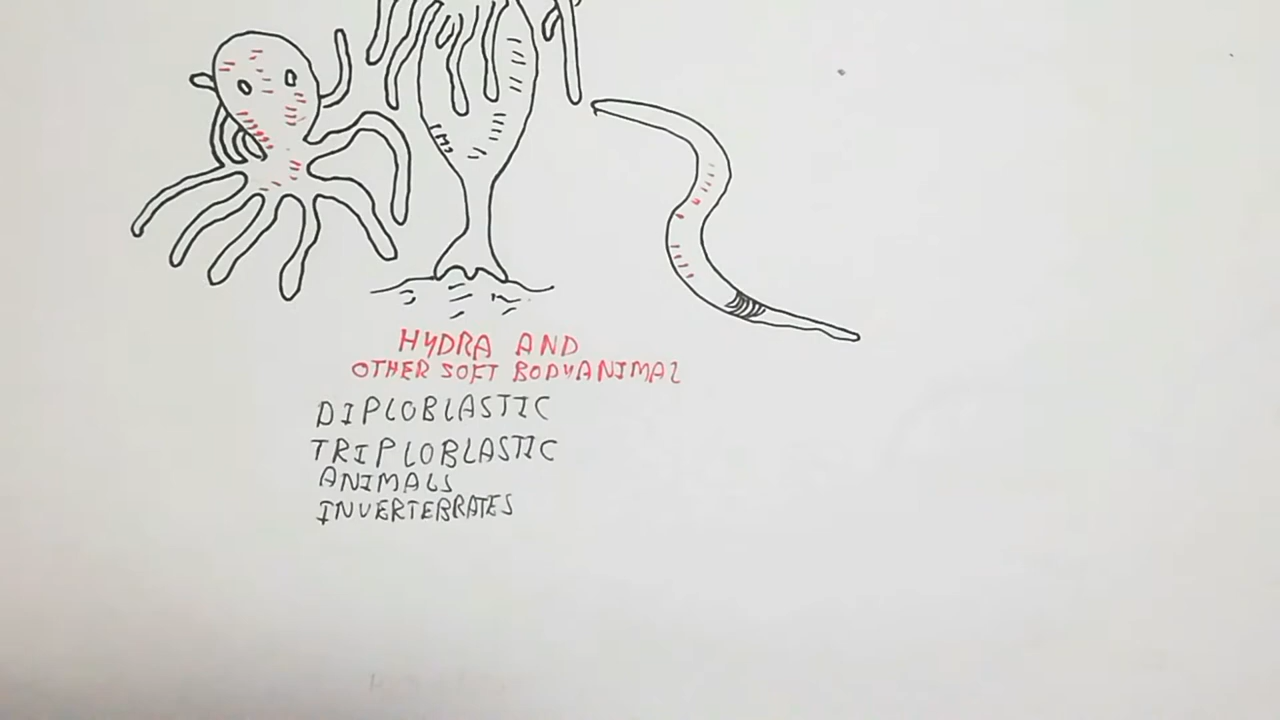 HYDRA AND
OTHER SOFT BODYANIMAL
DIPLOBLASTIC
TRIPLOBLASTIC
ANIMALS
INVERTEBRATES